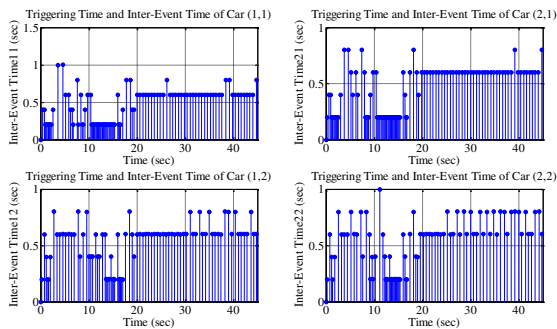 Triggering Time and Inter-Event Time of Car (1,1)
Inter-Event Time11 (sec)
1.5
1
0.5
0
0 10 20 30 40
Time (sec)
Triggering Time and Inter-Event Time of Car (2,1)
Inter-Event Time21 (sec)
1
0.5
0
0 10 20 30 40
Time (sec)
Triggering Time and Inter-Event Time of Car (1,2)
Inter-Event Time12 (sec)
1
0.5
0
0 10 20 30 40
Time (sec)
Triggering Time and Inter-Event Time of Car (2,2)
Inter-Event Time22 (sec)
1
0.5
0
0 10 20 30 40
Time (sec)